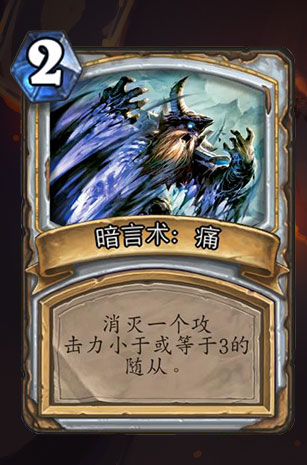 2
暗言术：痛
消灭一个攻
击力小于或等于3的
随从。